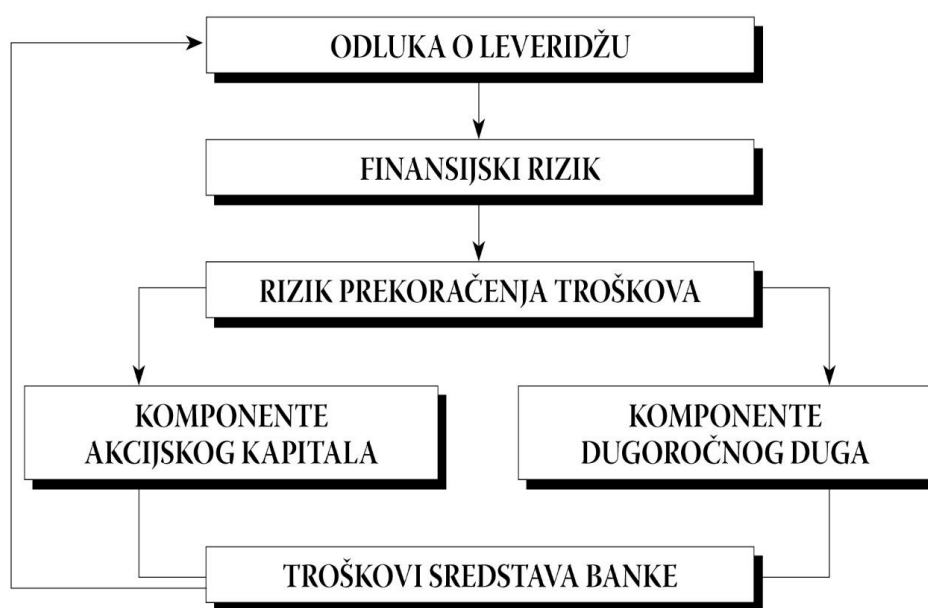 ODLUKA O LEVERIDŽU
FINANSIJSKI RIZIK
RIZIK PREKORAČENJA TROŠKOVA
KOMPONENTE
AKCIJSKOG KAPITALA
KOMPONENTE
DUGOROČNOG DUGA
TROŠKOVI SREDSTAVA BANKE